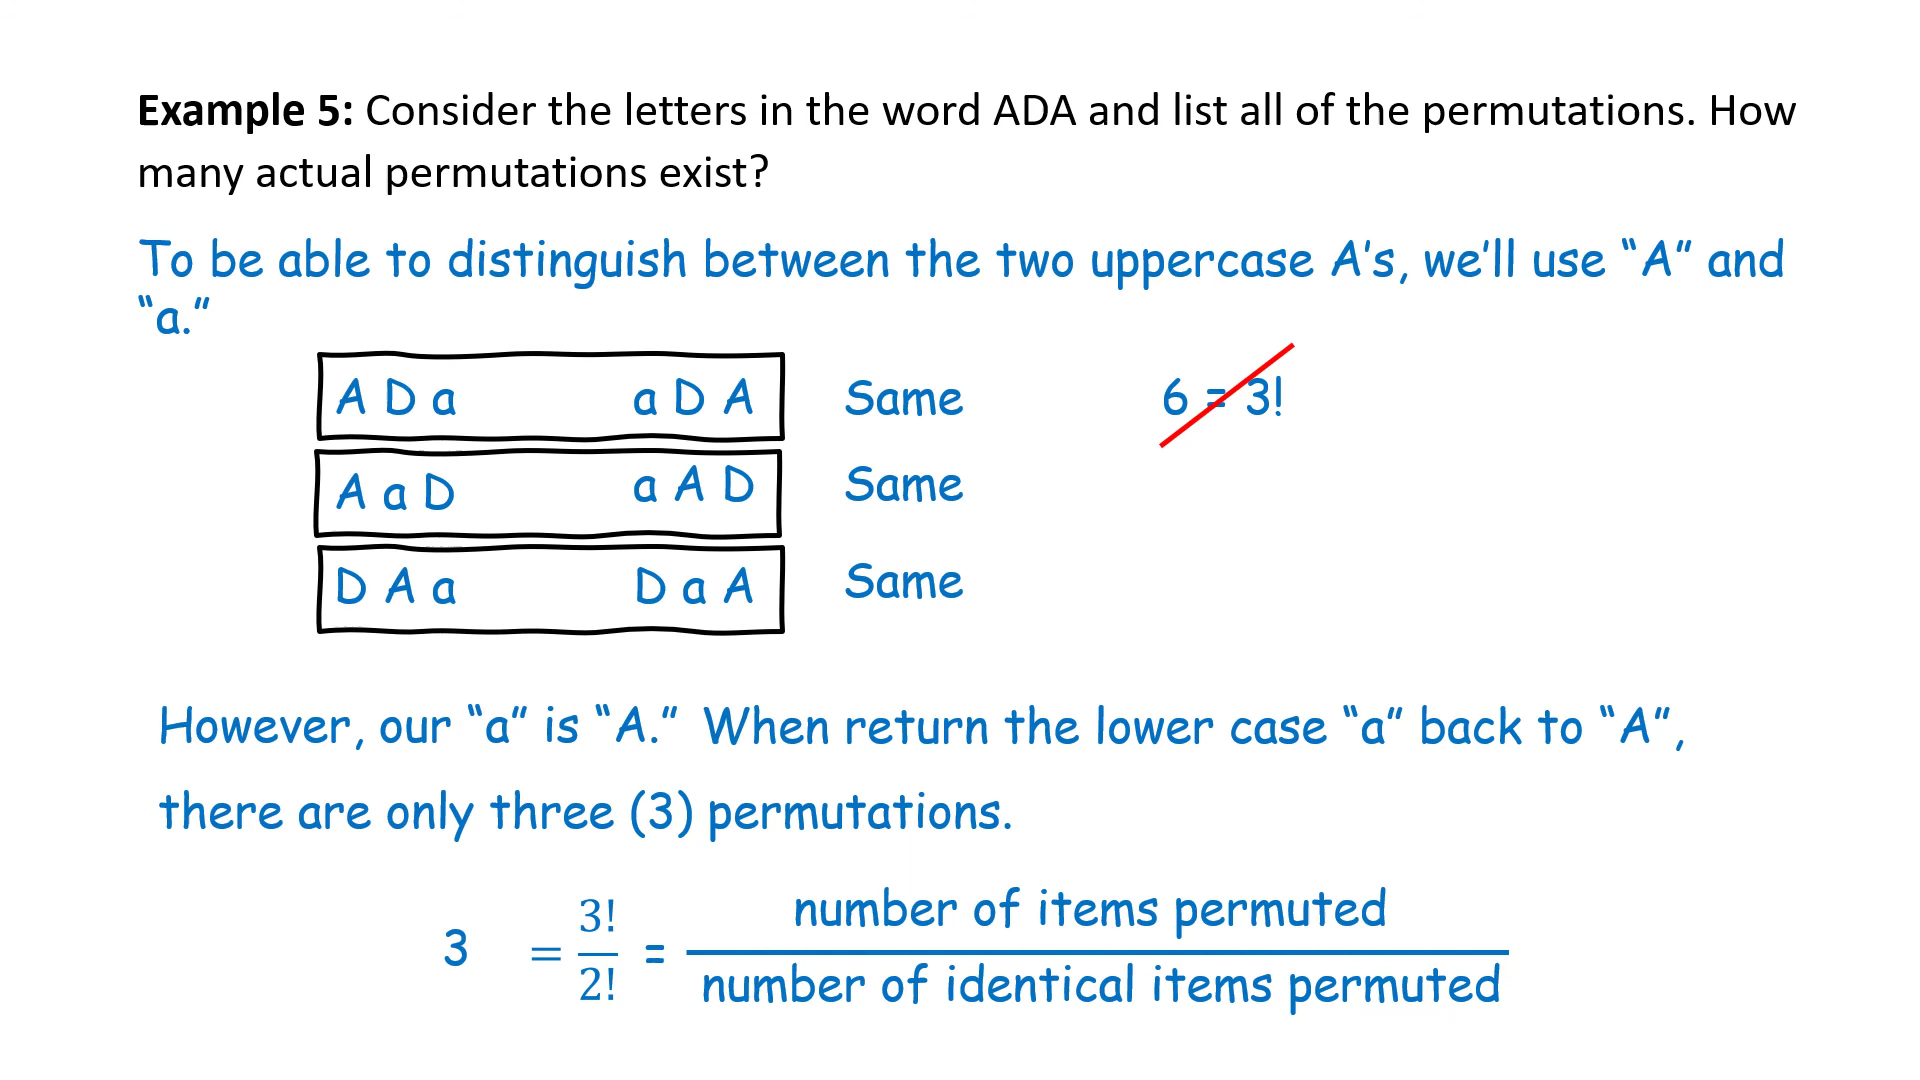 Example 5: Consider the letters in the word ADA and list all of the permutations. How
many actual permutations exist?
To be able to distinguish between the two uppercase A's, we'll use “A” and
“a.”
A D a a D A Same 6 = 3!
A a D a A D Same
D A a D a A Same
However, our “a” is “A.” When return the lower case “a” back to “A”,
there are only three (3) permutations.
3 = 3!/2! = number of items permuted
number of identical items permuted